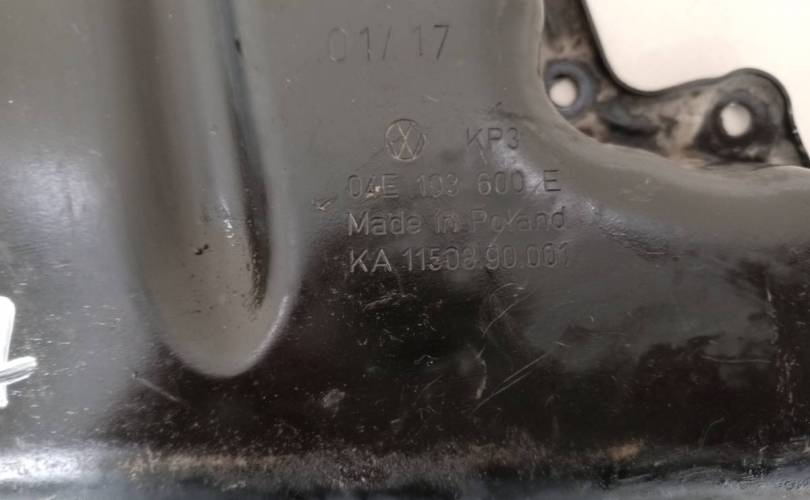 01/17
KP3
04E 103 600 E
Made in Poland
KA 11508.90.001